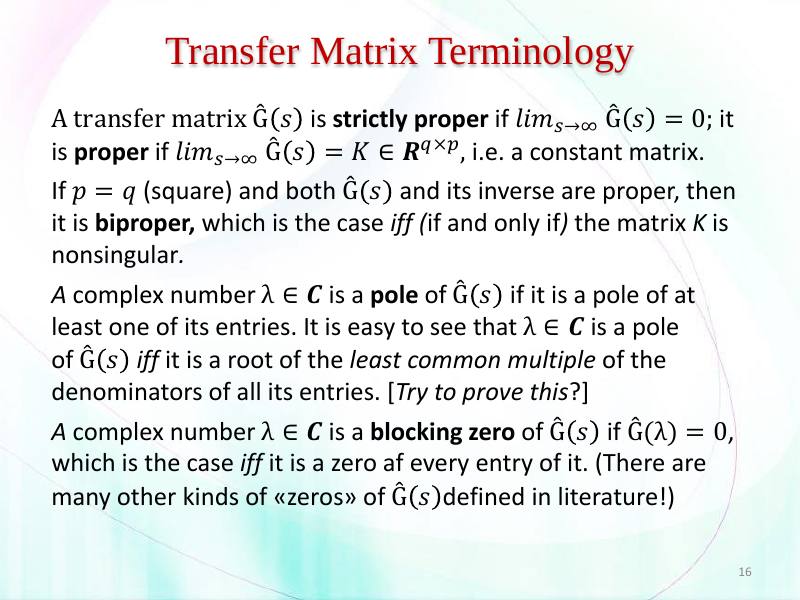 Transfer Matrix Terminology
A transfer matrix Ĝ(𝑠) is strictly proper if 𝑙𝑖𝑚ₛ→∞ Ĝ(𝑠) = 0; it
is proper if 𝑙𝑖𝑚ₛ→∞ Ĝ(𝑠) = 𝐾 ∈ 𝑹^{𝑞×𝑝}, i.e. a constant matrix.
If 𝑝 = 𝑞 (square) and both Ĝ(𝑠) and its inverse are proper, then
it is biproper, which is the case iff (if and only if) the matrix K is
nonsingular.
A complex number λ ∈ 𝑪 is a pole of Ĝ(𝑠) if it is a pole of at
least one of its entries. It is easy to see that λ ∈ 𝑪 is a pole
of Ĝ(𝑠) iff it is a root of the least common multiple of the
denominators of all its entries. [Try to prove this?]
A complex number λ ∈ 𝑪 is a blocking zero of Ĝ(𝑠) if Ĝ(λ) = 0,
which is the case iff it is a zero af every entry of it. (There are
many other kinds of «zeros» of Ĝ(𝑠)defined in literature!)
16